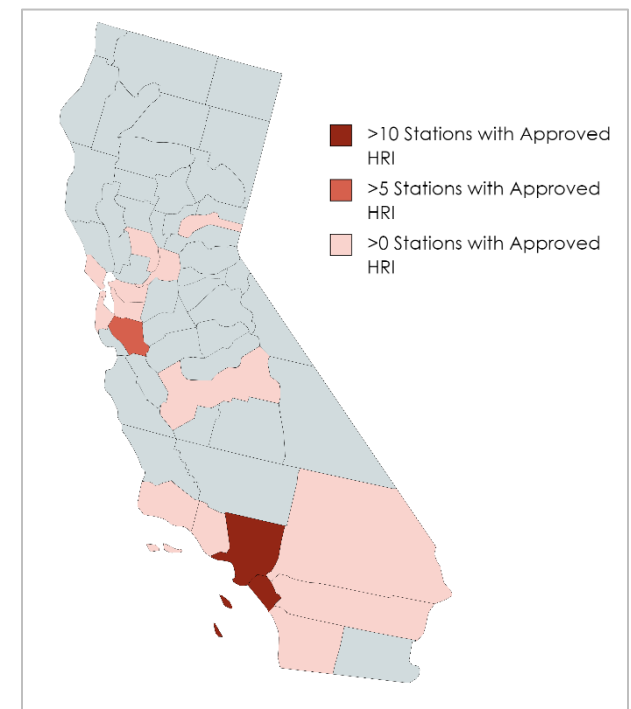 >10 Stations with Approved
HRI
>5 Stations with Approved
HRI
>0 Stations with Approved
HRI